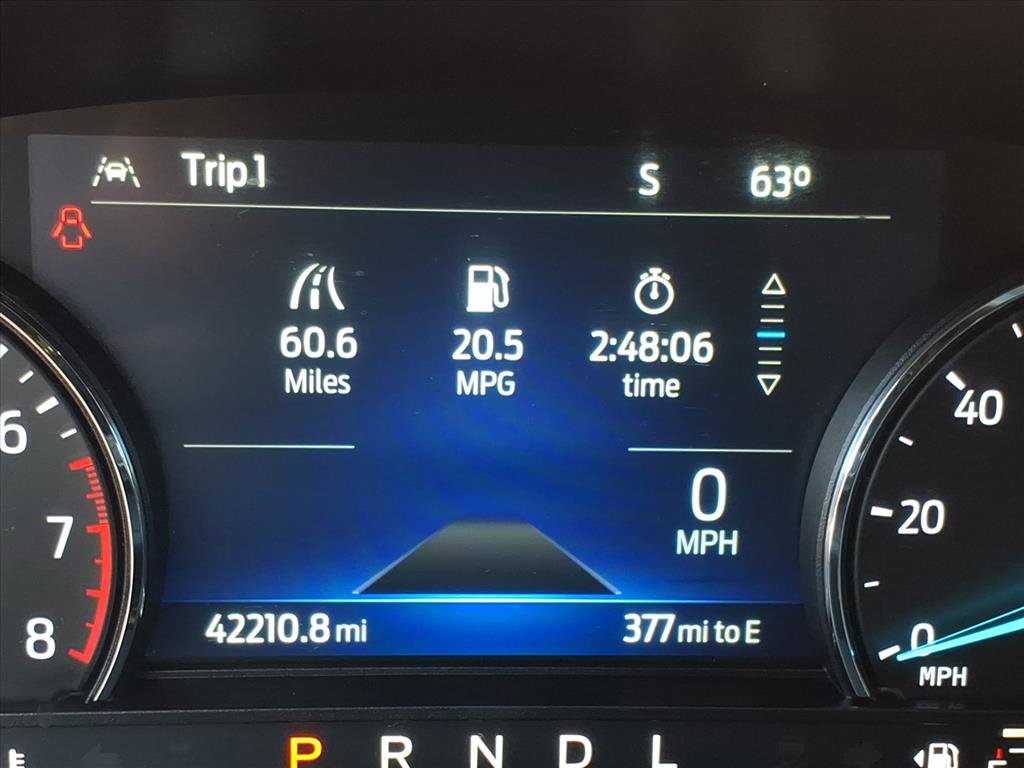 Trip 1 S 63°
60.6 20.5 2:48:06
Miles MPG time
0
MPH
42210.8 mi 377 mi to E
6
7
8
40
20
0
MPH
P R N D L